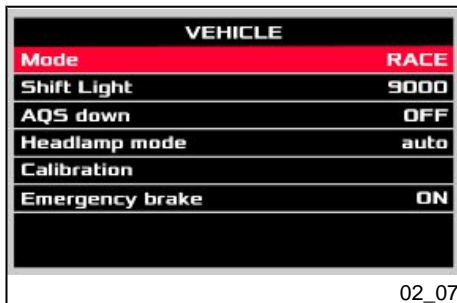 VEHICLE
Mode RACE
Shift Light 9000
AQS down OFF
Headlamp mode auto
Calibration
Emergency brake ON
02_07